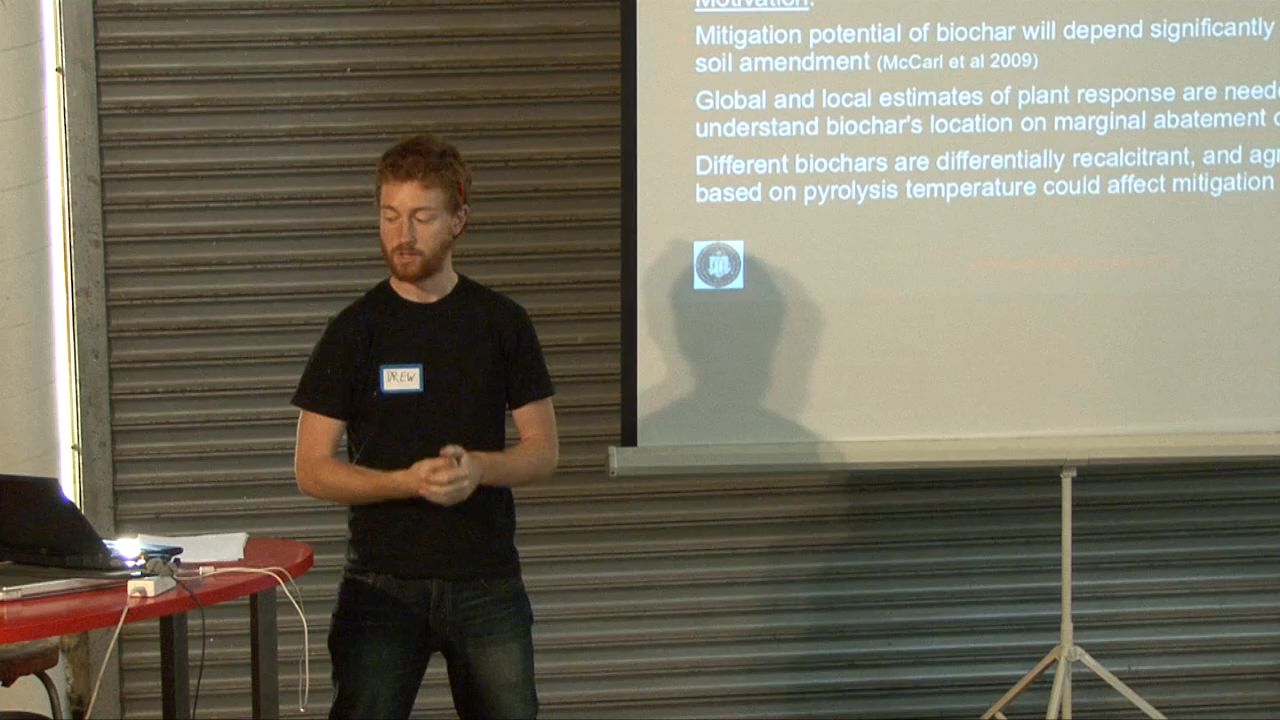 Motivation:
Mitigation potential of biochar will depend significantly
soil amendment (McCarl et al 2009)
Global and local estimates of plant response are neede
understand biochar's location on marginal abatement c
Different biochars are differentially recalcitrant, and agr
based on pyrolysis temperature could affect mitigation
DREW